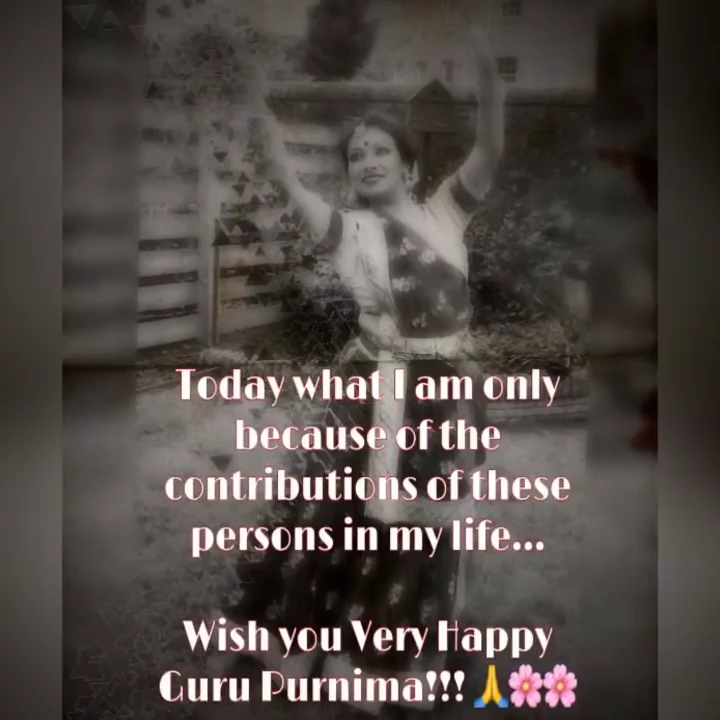 Today what I am only
because of the
contributions of these
persons in my life...
Wish you Very Happy
Guru Purnima!!! 🙏🌸🌸